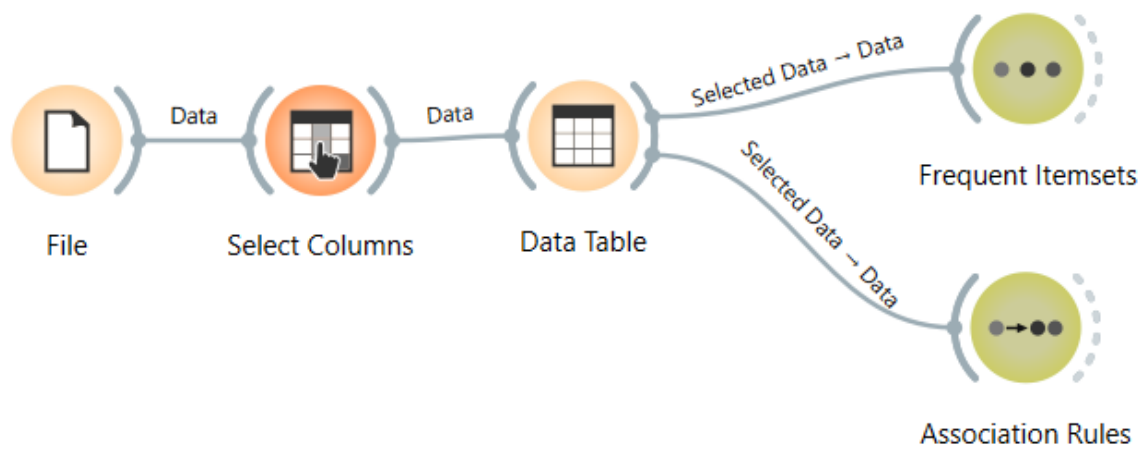 Data
Data
Selected Data → Data
Selected Data → Data
File
Select Columns
Data Table
Frequent Itemsets
Association Rules